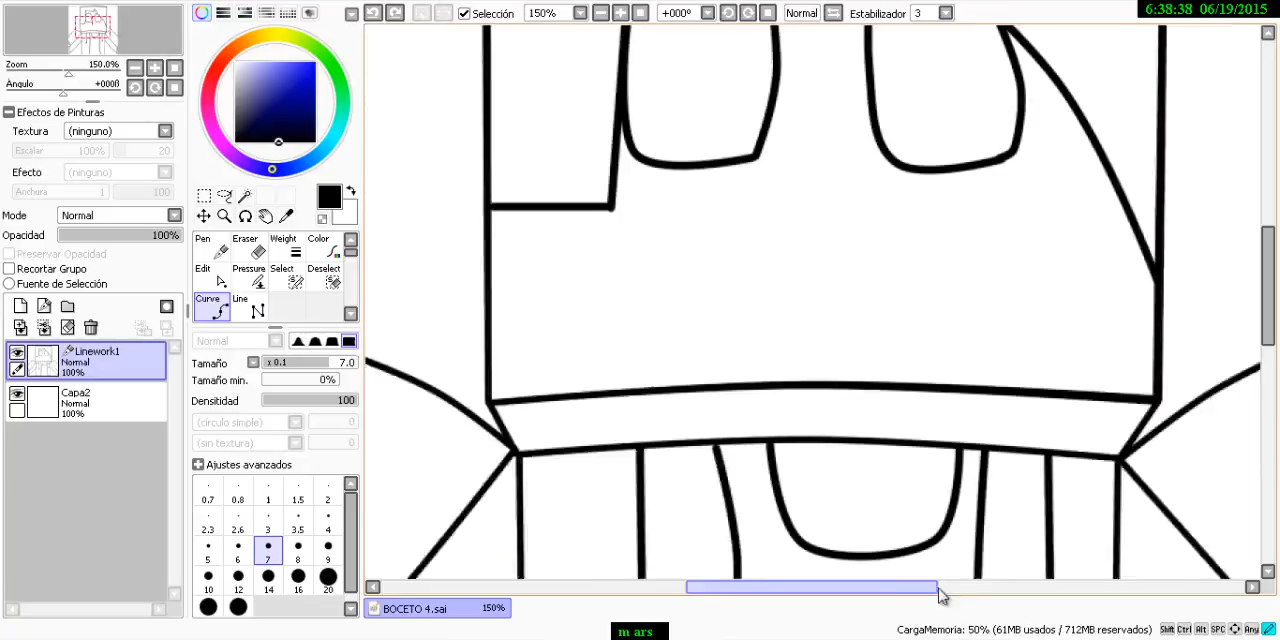 Selección 150% +000° Normal Estabilizador 3
6:38:38 06/19/2015
Zoom 150.0%
Àngulo +000ß
Efectos de Pinturas
Textura (ninguno)
Escalar 100% 20
Efecto (ninguno)
Anchura 1 100
Mode Normal
Opacidad 100%
Preservar Opacidad
Recortar Grupo
Fuente de Selección
Linework1
Normal
100%
Capa2
Normal
100%
Pen Eraser Weight Color
Edit Pressure Select Deselect
Curve Line
Normal
Tamaño x 0.1 7.0
Tamaño min. 0%
Densitidad 100
(circulo simple) 0
(sin textura) 0
Ajustes avanzados
0.7 0.8 1 1.5 2
2.3 2.6 3 3.5 4
5 6 7 8 9
10 12 14 16 20
BOCETO 4.sai 150%
m ars
CargaMemoria: 50% (61MB usados / 712MB reservados)
Shift Ctrl Alt SPC Any